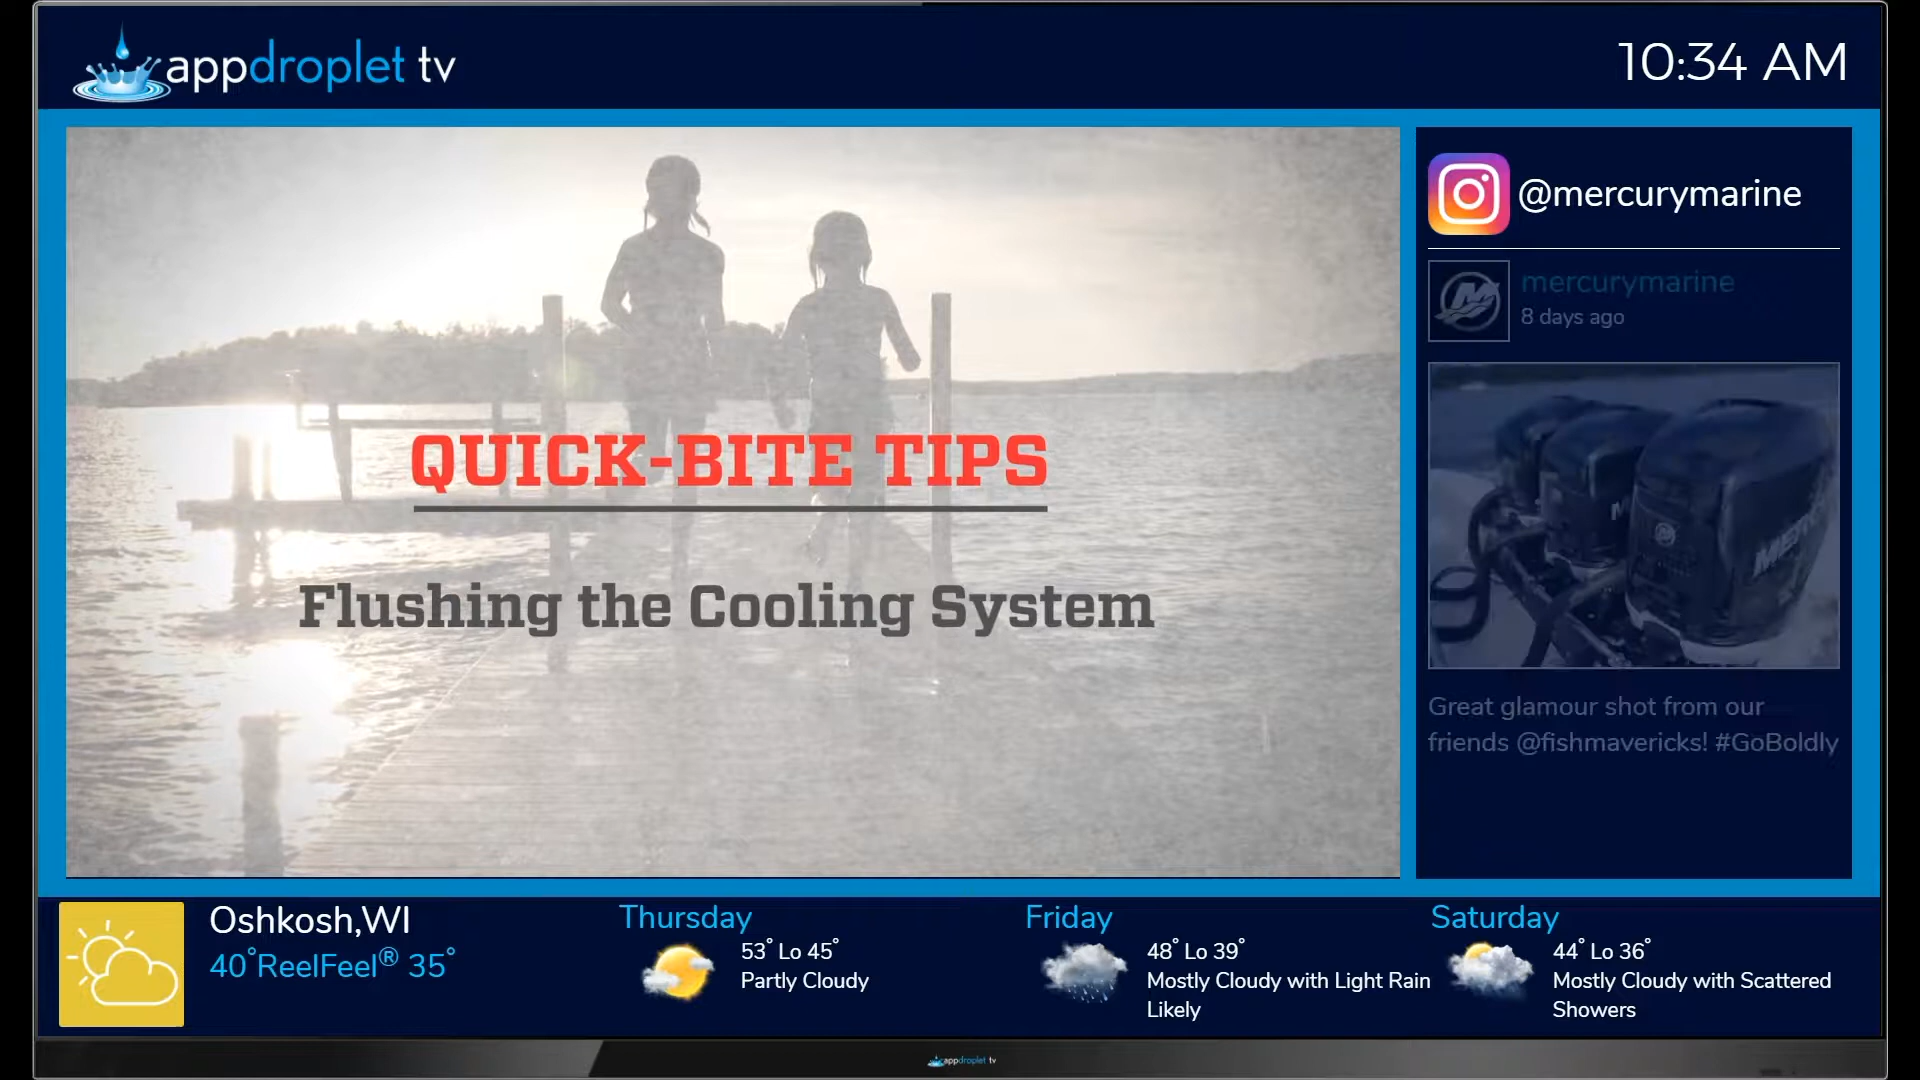 appdroplet tv
10:34 AM
QUICK-BITE TIPS
Flushing the Cooling System
@mercurymarine
mercurymarine
8 days ago
Great glamour shot from our
friends @fishmavericks! #GoBoldly
Oshkosh,WI
40°ReelFeel® 35°
Thursday
53° Lo 45°
Partly Cloudy
Friday
48° Lo 39°
Mostly Cloudy with Light Rain
Likely
Saturday
44° Lo 36°
Mostly Cloudy with Scattered
Showers
appdroplet tv